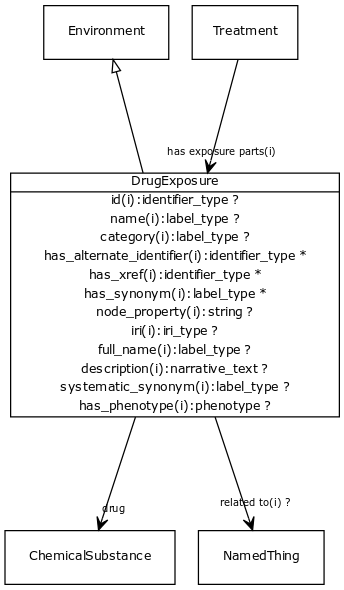 Environment
Treatment
has exposure parts(i)
DrugExposure
id(i):identifier_type ?
name(i):label_type ?
category(i):label_type ?
has_alternate_identifier(i):identifier_type *
has_xref(i):identifier_type *
has_synonym(i):label_type *
node_property(i):string ?
iri(i):iri_type ?
full_name(i):label_type ?
description(i):narrative_text ?
systematic_synonym(i):label_type ?
has_phenotype(i):phenotype ?
drug
related to(i) ?
ChemicalSubstance
NamedThing